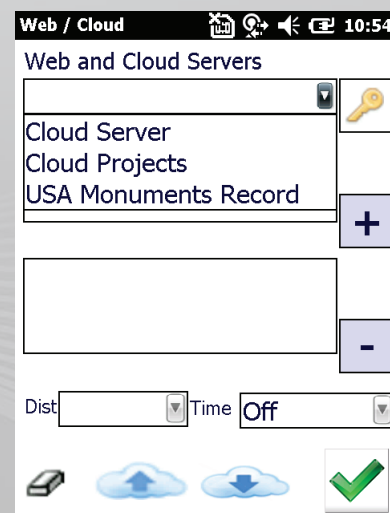 Web / Cloud 10:54
Web and Cloud Servers
Cloud Server
Cloud Projects
USA Monuments Record
+
-
Dist Time Off